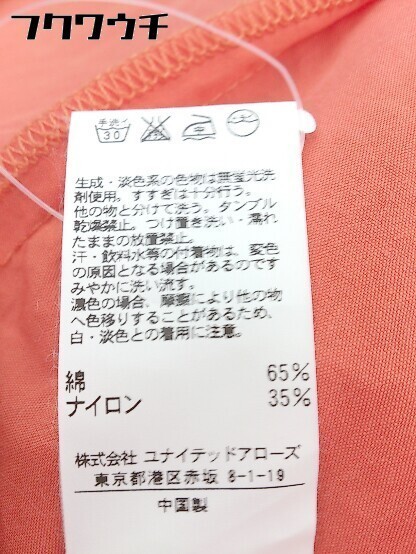 フクワウチ
手洗イ
30
生成・淡色系の色物は無蛍光洗
剤使用。すすぎは十分行う。
他の物と分けて洗う。タンブル
乾燥禁止。つけ置き洗い・濡れ
たままの放置禁止。
汗・飲料水等の付着物は、変色
の原因となる場合があるのです
みやかに洗い流す。
濃色の場合、摩擦により他の物
へ色移りすることがあるため、
白・淡色との着用に注意。
綿 65%
ナイロン 35%
株式会社 ユナイテッドアローズ
東京都港区赤坂 8-1-19
中国製